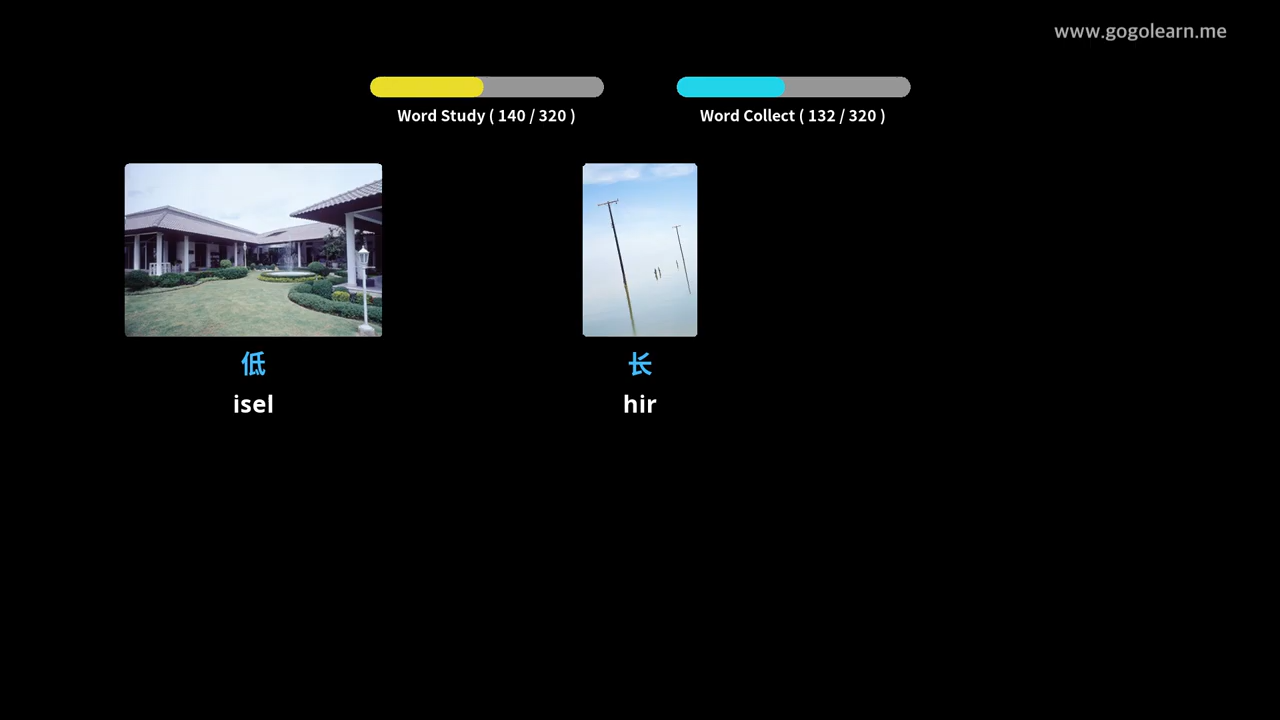 www.gogolearn.me
Word Study ( 140 / 320 )
Word Collect ( 132 / 320 )
低
isel
长
hir